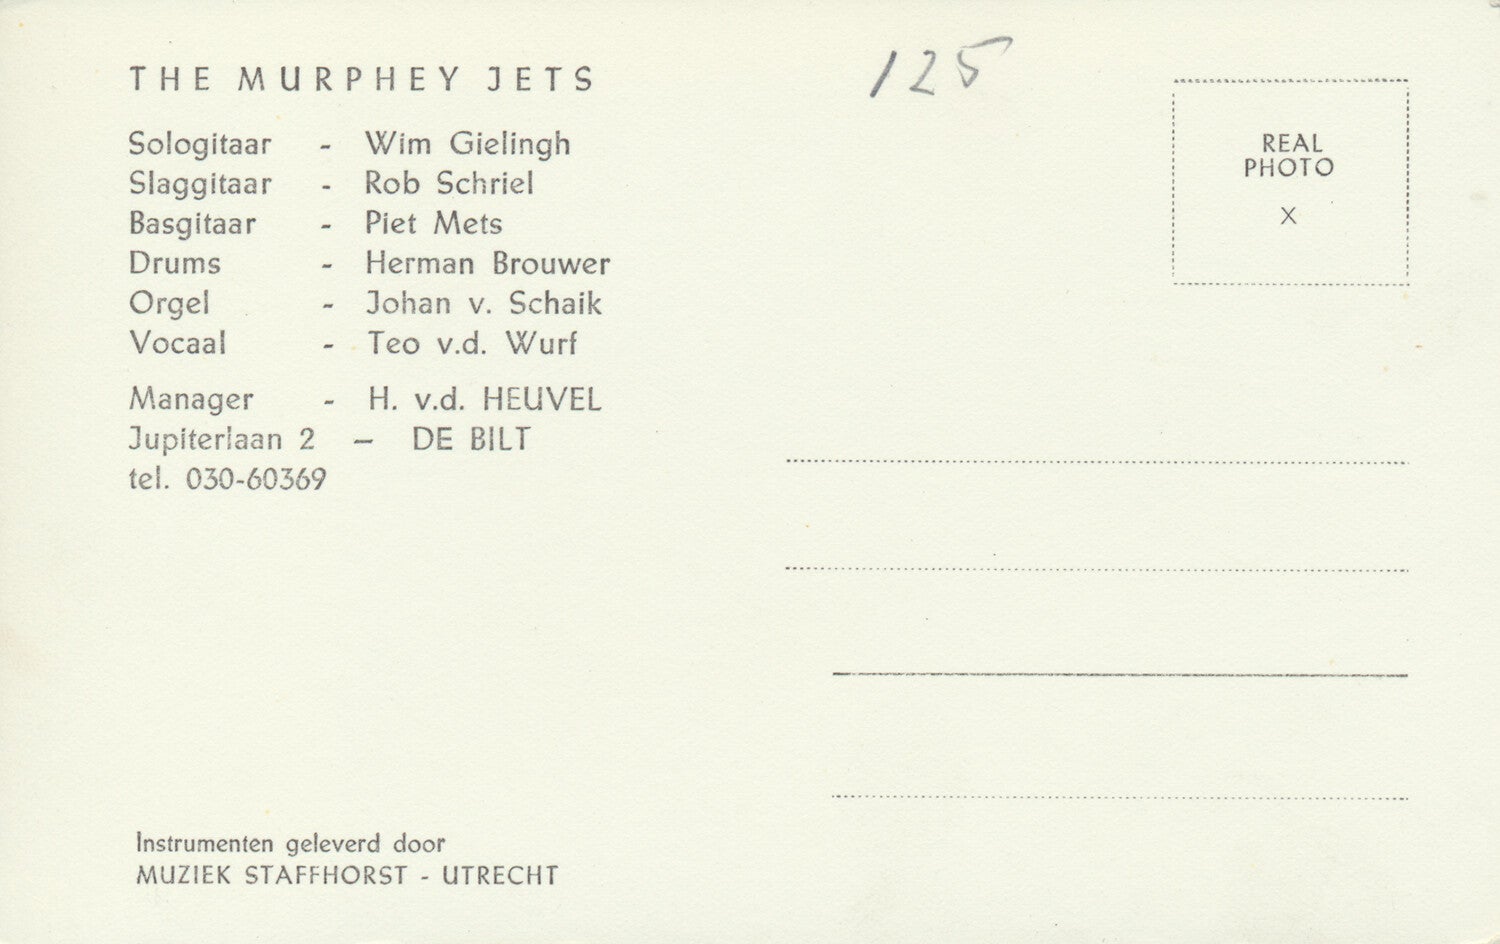 THE MURPHEY JETS
Sologitaar - Wim Gielingh
Slaggitaar - Rob Schriel
Basgitaar - Piet Mets
Drums - Herman Brouwer
Orgel - Johan v. Schaik
Vocaal - Teo v.d. Wurf
Manager - H. v.d. HEUVEL
Jupiterlaan 2 – DE BILT
tel. 030-60369
Instrumenten geleverd door
MUZIEK STAFFHORST - UTRECHT
125
REAL
PHOTO
X